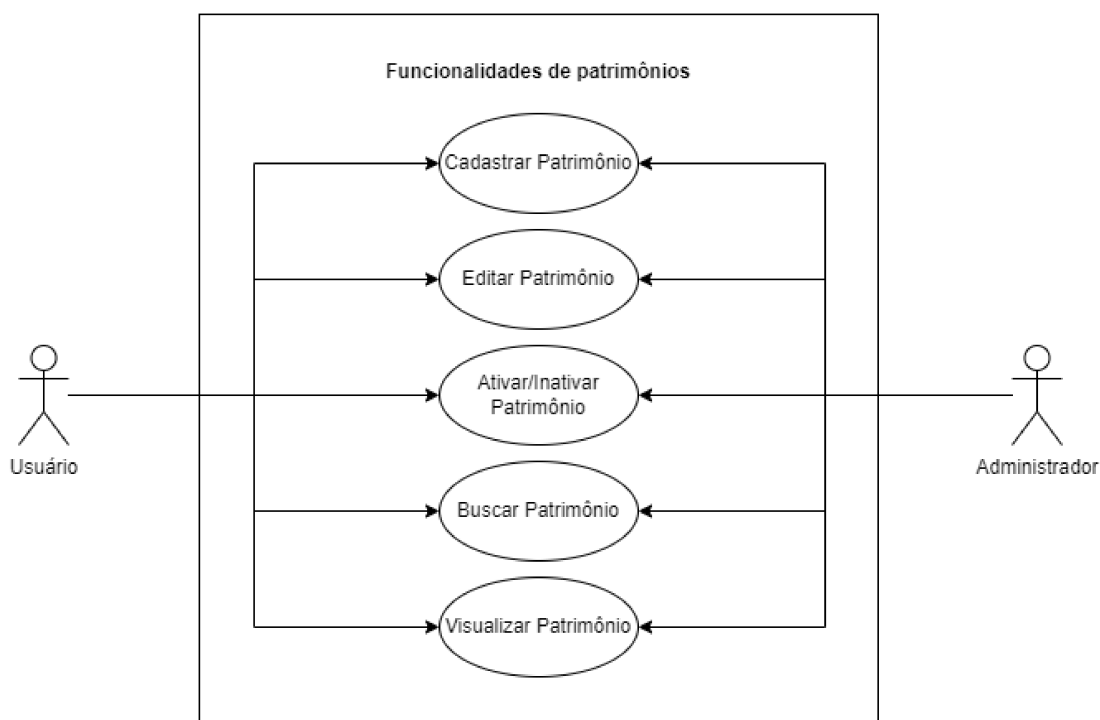 Funcionalidades de patrimônios
Cadastrar Patrimônio
Editar Patrimônio
Ativar/Inativar
Patrimônio
Usuário
Administrador
Buscar Patrimônio
Visualizar Patrimônio